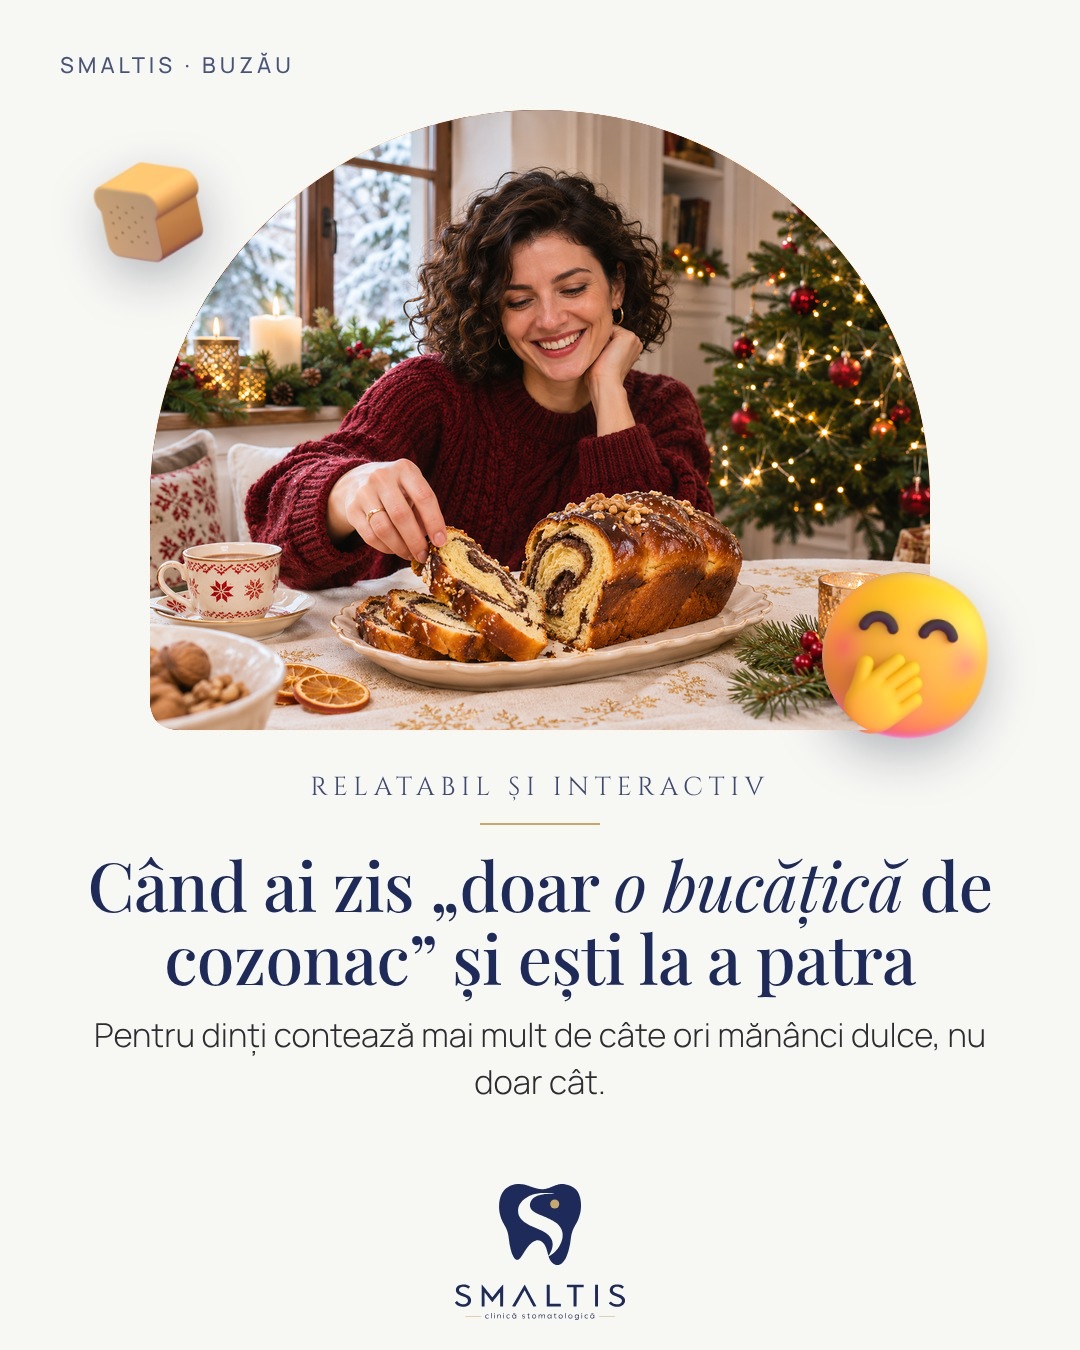 SMALTIS · BUZĂU
RELATABIL ȘI INTERACTIV
Când ai zis „doar o bucățică de
cozonac” și ești la a patra
Pentru dinți contează mai mult de câte ori mănânci dulce, nu
doar cât.
SMALTIS
clinică stomatologică